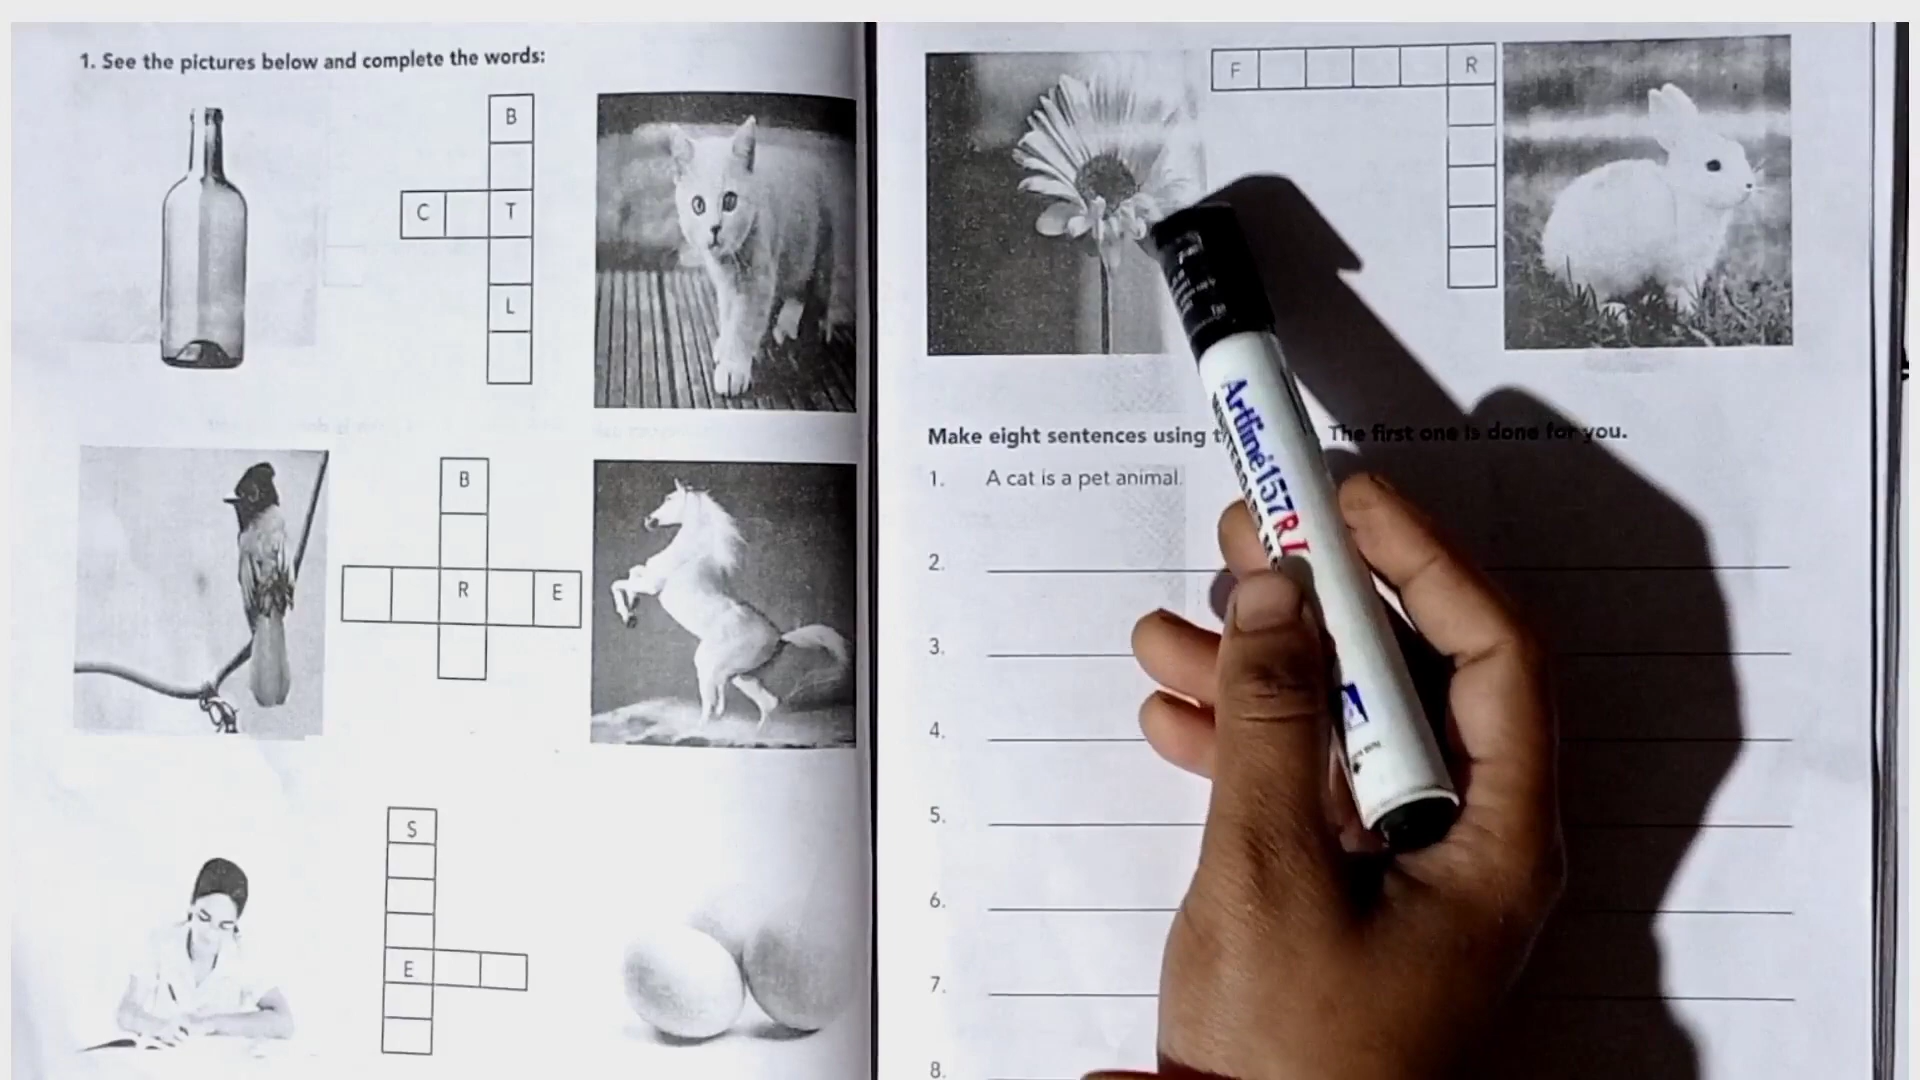 1. See the pictures below and complete the words:
B
C T
L
B
R E
S
E
F R
Make eight sentences using
The first one is done for you.
1. A cat is a pet animal.
2.
3.
4.
5.
6.
7.
8.
Artline 157R